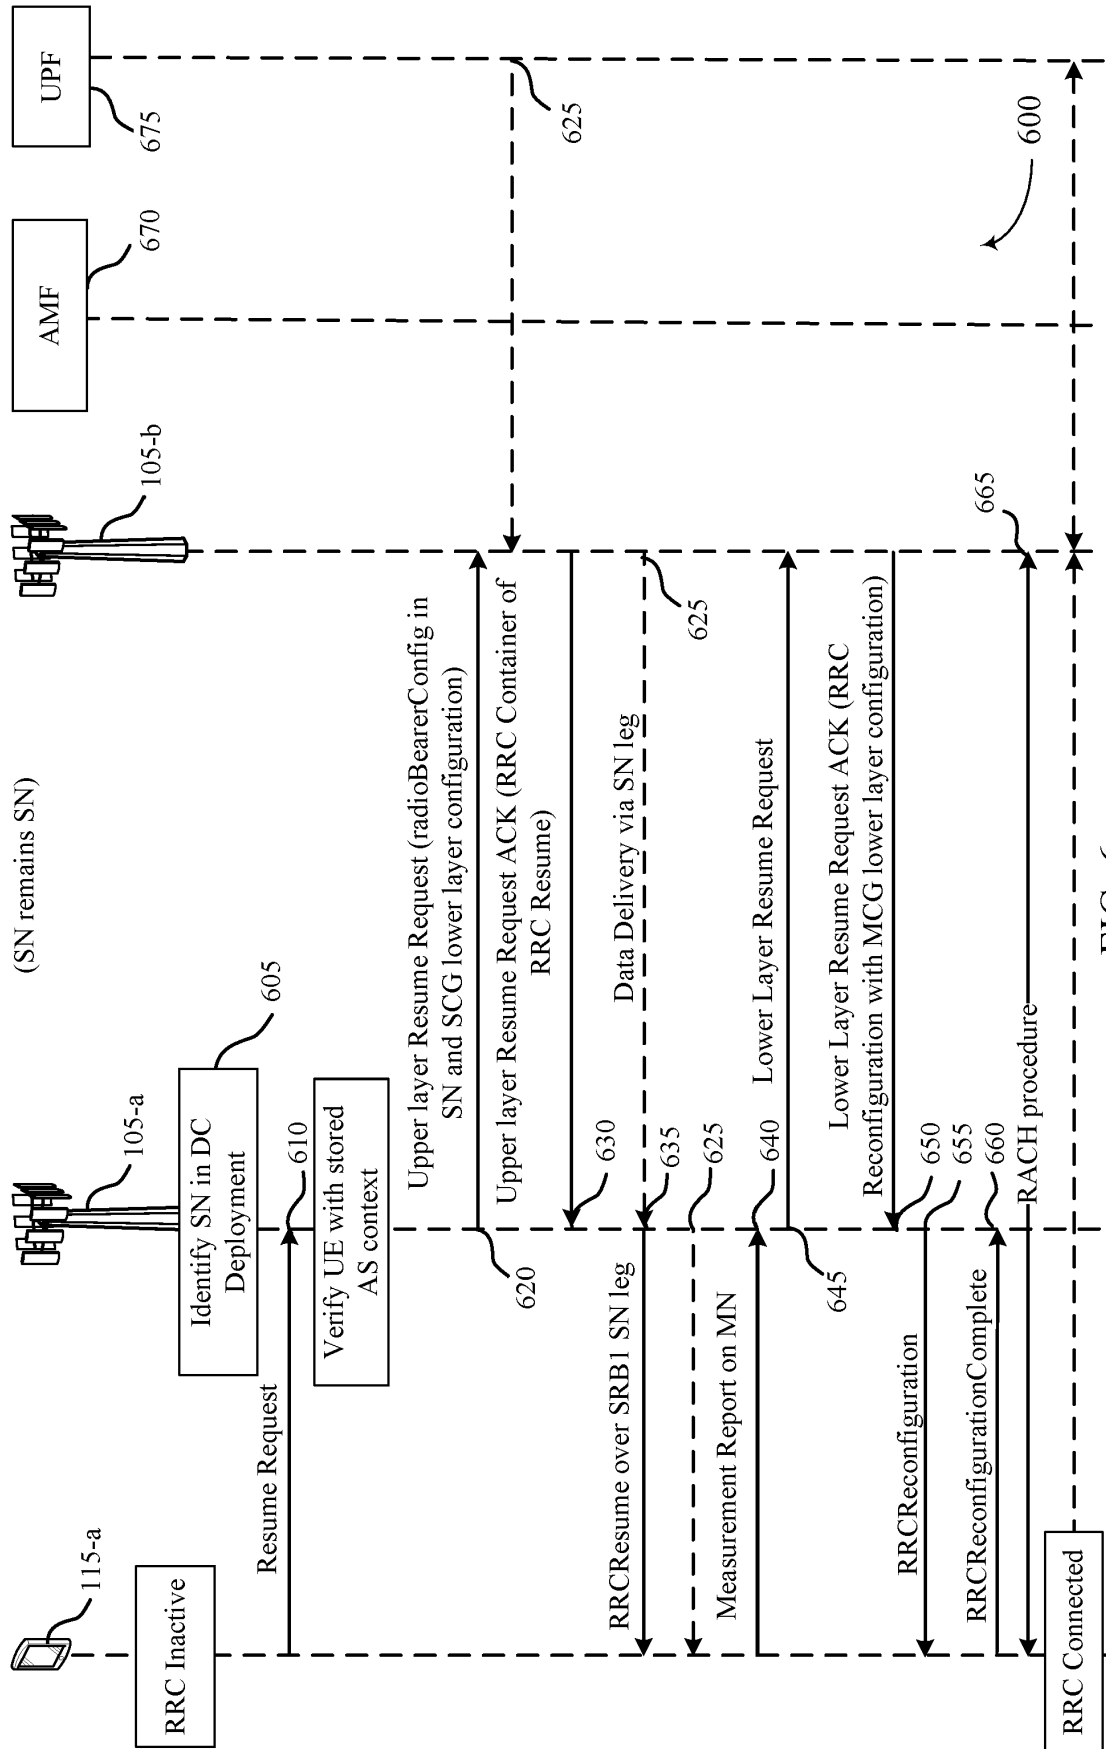 (SN remains SN)
115-a
105-a
105-b
AMF
670
UPF
675
RRC Inactive
Identify SN in DC
Deployment
605
Resume Request
610
Verify UE with stored
AS context
Upper layer Resume Request (radioBearerConfig in
SN and SCG lower layer configuration)
620
625
Upper layer Resume Request ACK (RRC Container of
RRC Resume)
630
Data Delivery via SN leg
625
RRCResume over SRB1 SN leg
635
625
Measurement Report on MN
640
Lower Layer Resume Request
645
Lower Layer Resume Request ACK (RRC
Reconfiguration with MCG lower layer configuration)
650
RRCReconfiguration
655
RRCReconfigurationComplete
660
RACH procedure
665
RRC Connected
600